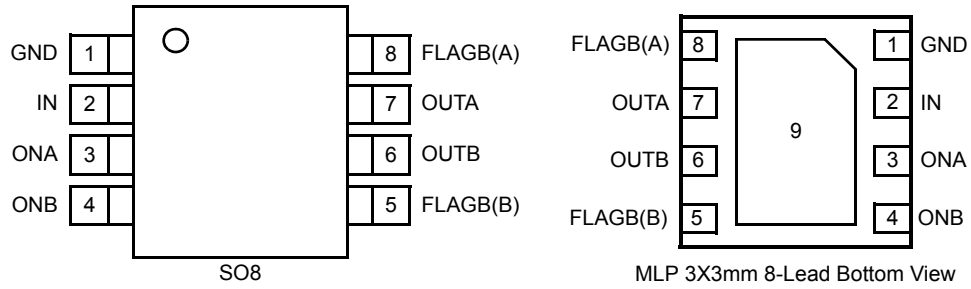 GND 1 8 FLAGB(A)
IN 2 7 OUTA
ONA 3 6 OUTB
ONB 4 5 FLAGB(B)
SO8
FLAGB(A) 8 1 GND
OUTA 7 2 IN
9
OUTB 6 3 ONA
FLAGB(B) 5 4 ONB
MLP 3X3mm 8-Lead Bottom View